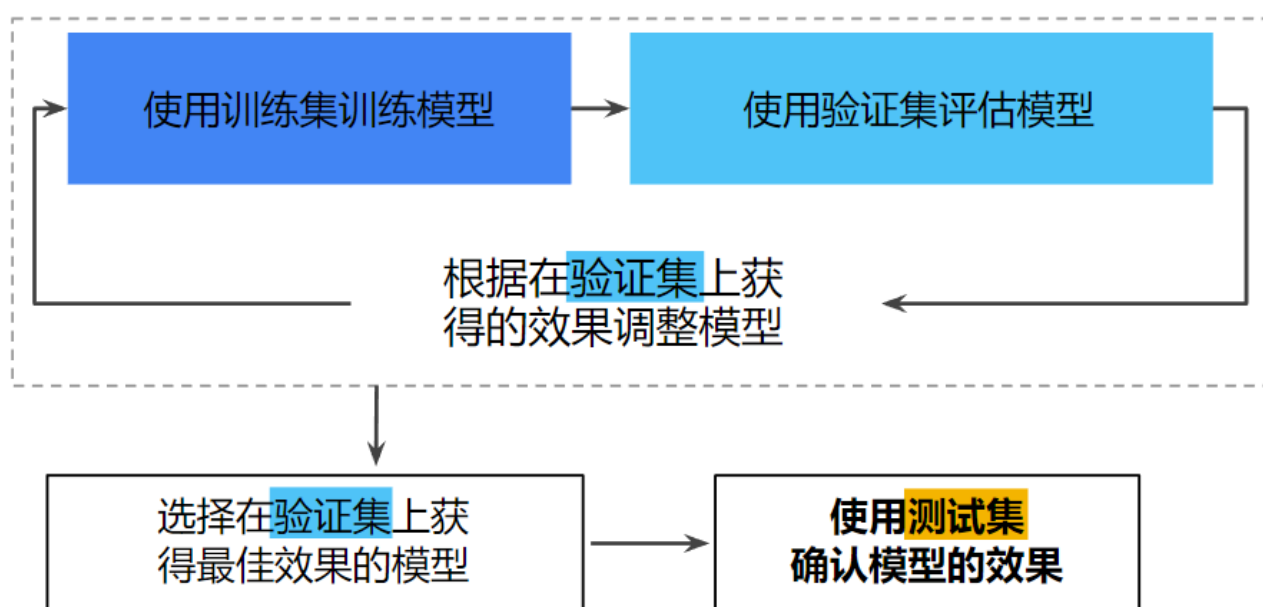 使用训练集训练模型
使用验证集评估模型
根据在验证集上获
得的效果调整模型
选择在验证集上获
得最佳效果的模型
使用测试集
确认模型的效果